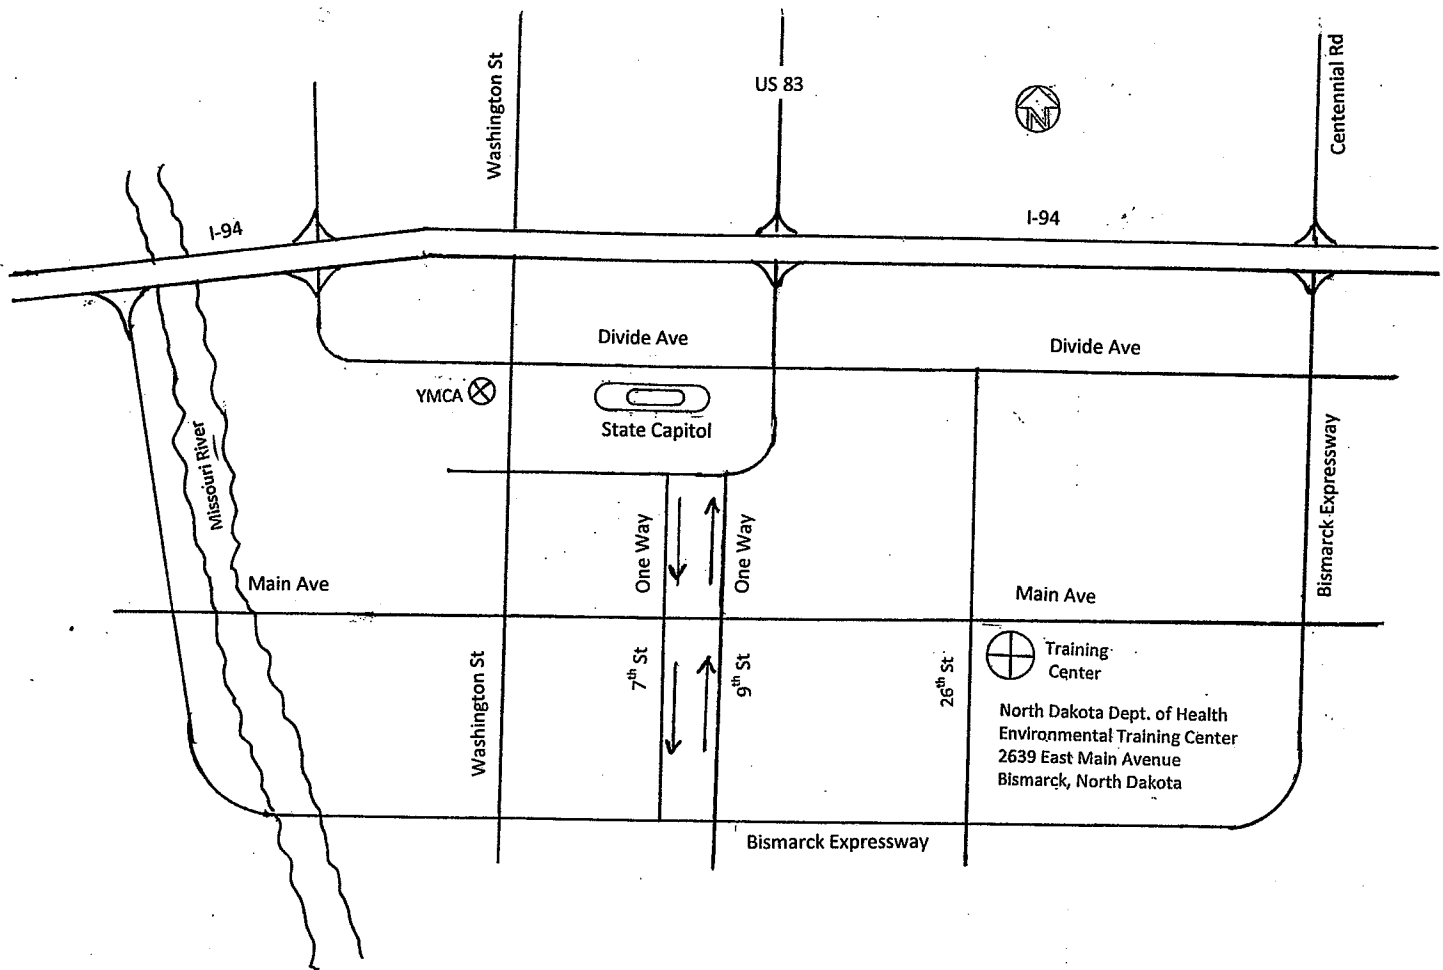 Washington St
US 83
Centennial Rd
N
I-94
I-94
Divide Ave
Divide Ave
YMCA
State Capitol
Missouri River
One Way
One Way
Bismarck Expressway
Main Ave
Main Ave
Washington St
7th St
9th St
26th St
Training
Center
North Dakota Dept. of Health
Environmental Training Center
2639 East Main Avenue
Bismarck, North Dakota
Bismarck Expressway